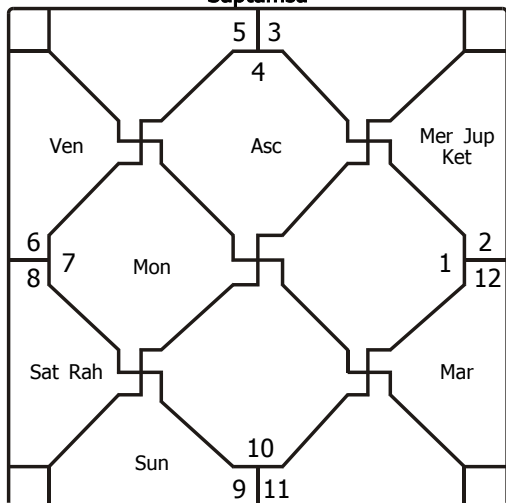 Saptamsa
5 3
4
Ven
Asc
Mer Jup
Ket
6
2
7
Mon
1
8
12
Sat Rah
Mar
10
Sun
9 11